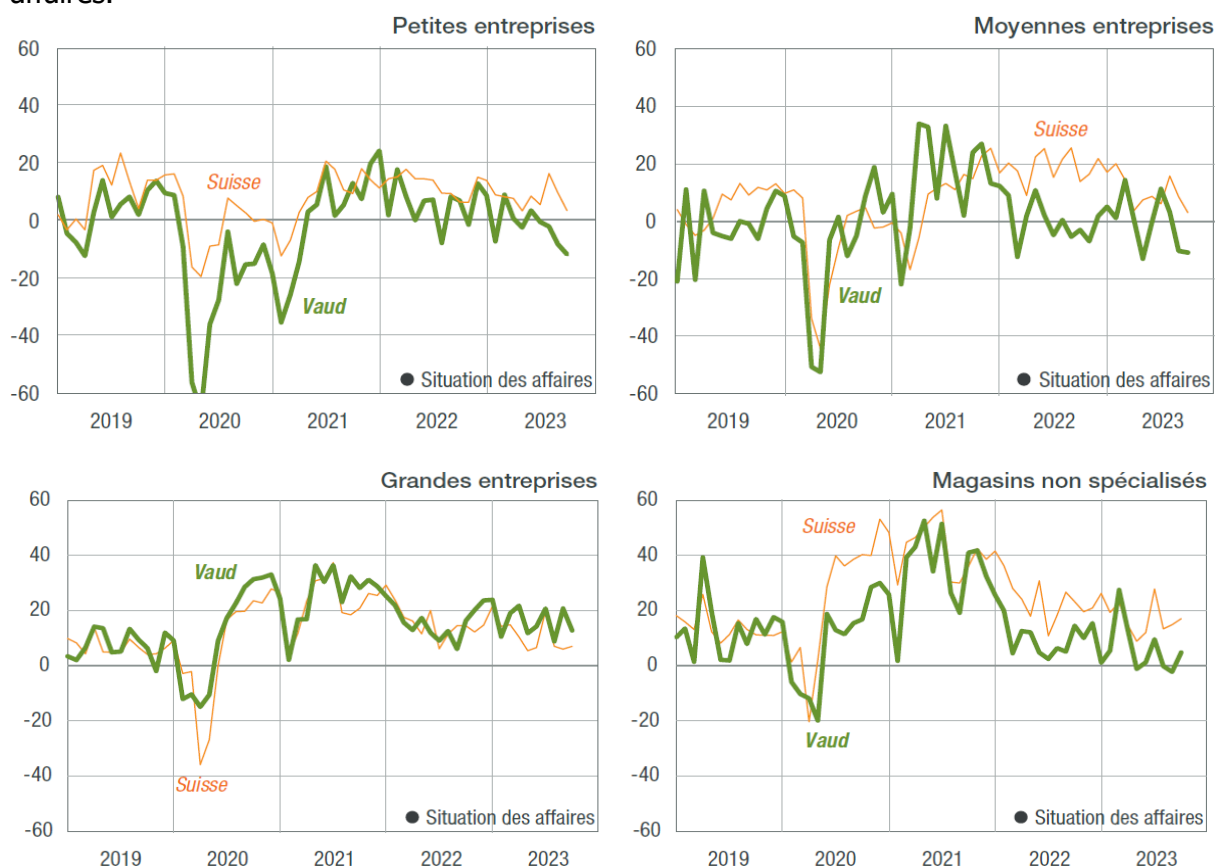 affaires.
Petites entreprises
60
40
20
0
-20
-40
-60
Suisse
Vaud
● Situation des affaires
2019 2020 2021 2022 2023
Moyennes entreprises
60
40
20
0
-20
-40
-60
Suisse
Vaud
● Situation des affaires
2019 2020 2021 2022 2023
Grandes entreprises
60
40
20
0
-20
-40
-60
Vaud
Suisse
● Situation des affaires
2019 2020 2021 2022 2023
Magasins non spécialisés
60
40
20
0
-20
-40
-60
Suisse
Vaud
● Situation des affaires
2019 2020 2021 2022 2023